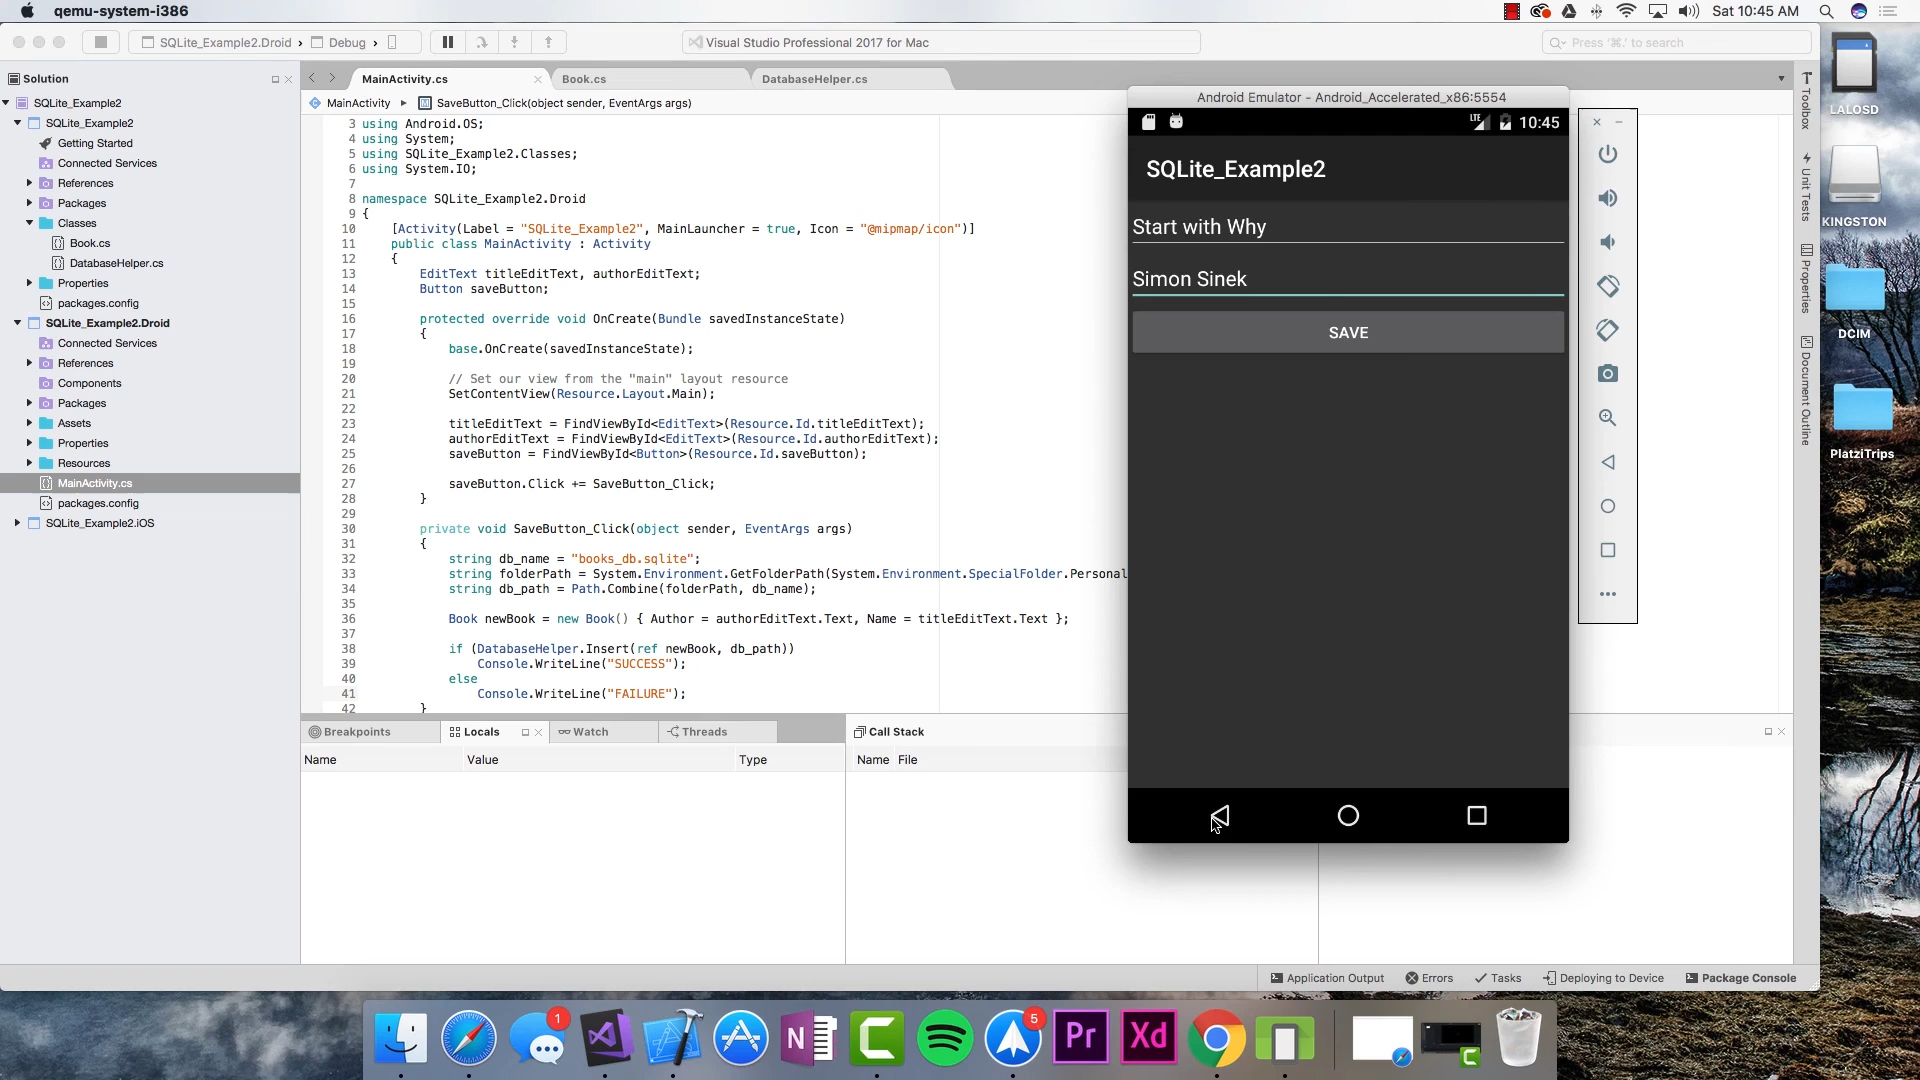 qemu-system-i386
Sat 10:45 AM
SQLite_Example2.Droid › Debug ›
Visual Studio Professional 2017 for Mac
Press '⌘.' to search
Solution
SQLite_Example2
SQLite_Example2
Getting Started
Connected Services
References
Packages
Classes
Book.cs
DatabaseHelper.cs
Properties
packages.config
SQLite_Example2.Droid
Connected Services
References
Components
Packages
Assets
Properties
Resources
MainActivity.cs
packages.config
SQLite_Example2.iOS
MainActivity.cs
Book.cs
DatabaseHelper.cs
MainActivity ▸ SaveButton_Click(object sender, EventArgs args)
3 using Android.OS;
4 using System;
5 using SQLite_Example2.Classes;
6 using System.IO;
7
8 namespace SQLite_Example2.Droid
9 {
10 [Activity(Label = "SQLite_Example2", MainLauncher = true, Icon = "@mipmap/icon")]
11 public class MainActivity : Activity
12 {
13 EditText titleEditText, authorEditText;
14 Button saveButton;
15
16 protected override void OnCreate(Bundle savedInstanceState)
17 {
18 base.OnCreate(savedInstanceState);
19
20 // Set our view from the "main" layout resource
21 SetContentView(Resource.Layout.Main);
22
23 titleEditText = FindViewById<EditText>(Resource.Id.titleEditText);
24 authorEditText = FindViewById<EditText>(Resource.Id.authorEditText);
25 saveButton = FindViewById<Button>(Resource.Id.saveButton);
26
27 saveButton.Click += SaveButton_Click;
28 }
29
30 private void SaveButton_Click(object sender, EventArgs args)
31 {
32 string db_name = "books_db.sqlite";
33 string folderPath = System.Environment.GetFolderPath(System.Environment.SpecialFolder.Personal
34 string db_path = Path.Combine(folderPath, db_name);
35
36 Book newBook = new Book() { Author = authorEditText.Text, Name = titleEditText.Text };
37
38 if (DatabaseHelper.Insert(ref newBook, db_path))
39 Console.WriteLine("SUCCESS");
40 else
41 Console.WriteLine("FAILURE");
42 }
Breakpoints
Locals
Watch
Threads
Name Value Type
Call Stack
Name File
Android Emulator - Android_Accelerated_x86:5554
LTE 10:45
SQLite_Example2
Start with Why
Simon Sinek
SAVE
Toolbox
Unit Tests
Properties
Document Outline
LALOSD
KINGSTON
DCIM
PlatziTrips
Application Output
Errors
Tasks
Deploying to Device
Package Console
1
N
C
5
Pr
Xd
C